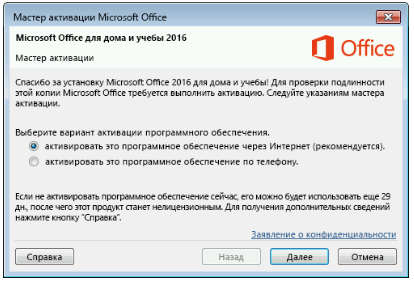 Мастер активации Microsoft Office
Microsoft Office для дома и учебы 2016
Мастер активации
Office
Спасибо за установку Microsoft Office 2016 для дома и учебы! Для проверки подлинности
этой копии Microsoft Office требуется выполнить активацию. Следуйте указаниям мастера
активации.
Выберите вариант активации программного обеспечения.
активировать это программное обеспечение через Интернет (рекомендуется).
активировать это программное обеспечение по телефону.
Если не активировать программное обеспечение сейчас, его можно будет использовать еще 29
дн., после чего этот продукт станет нелицензионным. Для получения дополнительных сведений
нажмите кнопку "Справка".
Заявление о конфиденциальности
Справка
Назад
Далее
Отмена